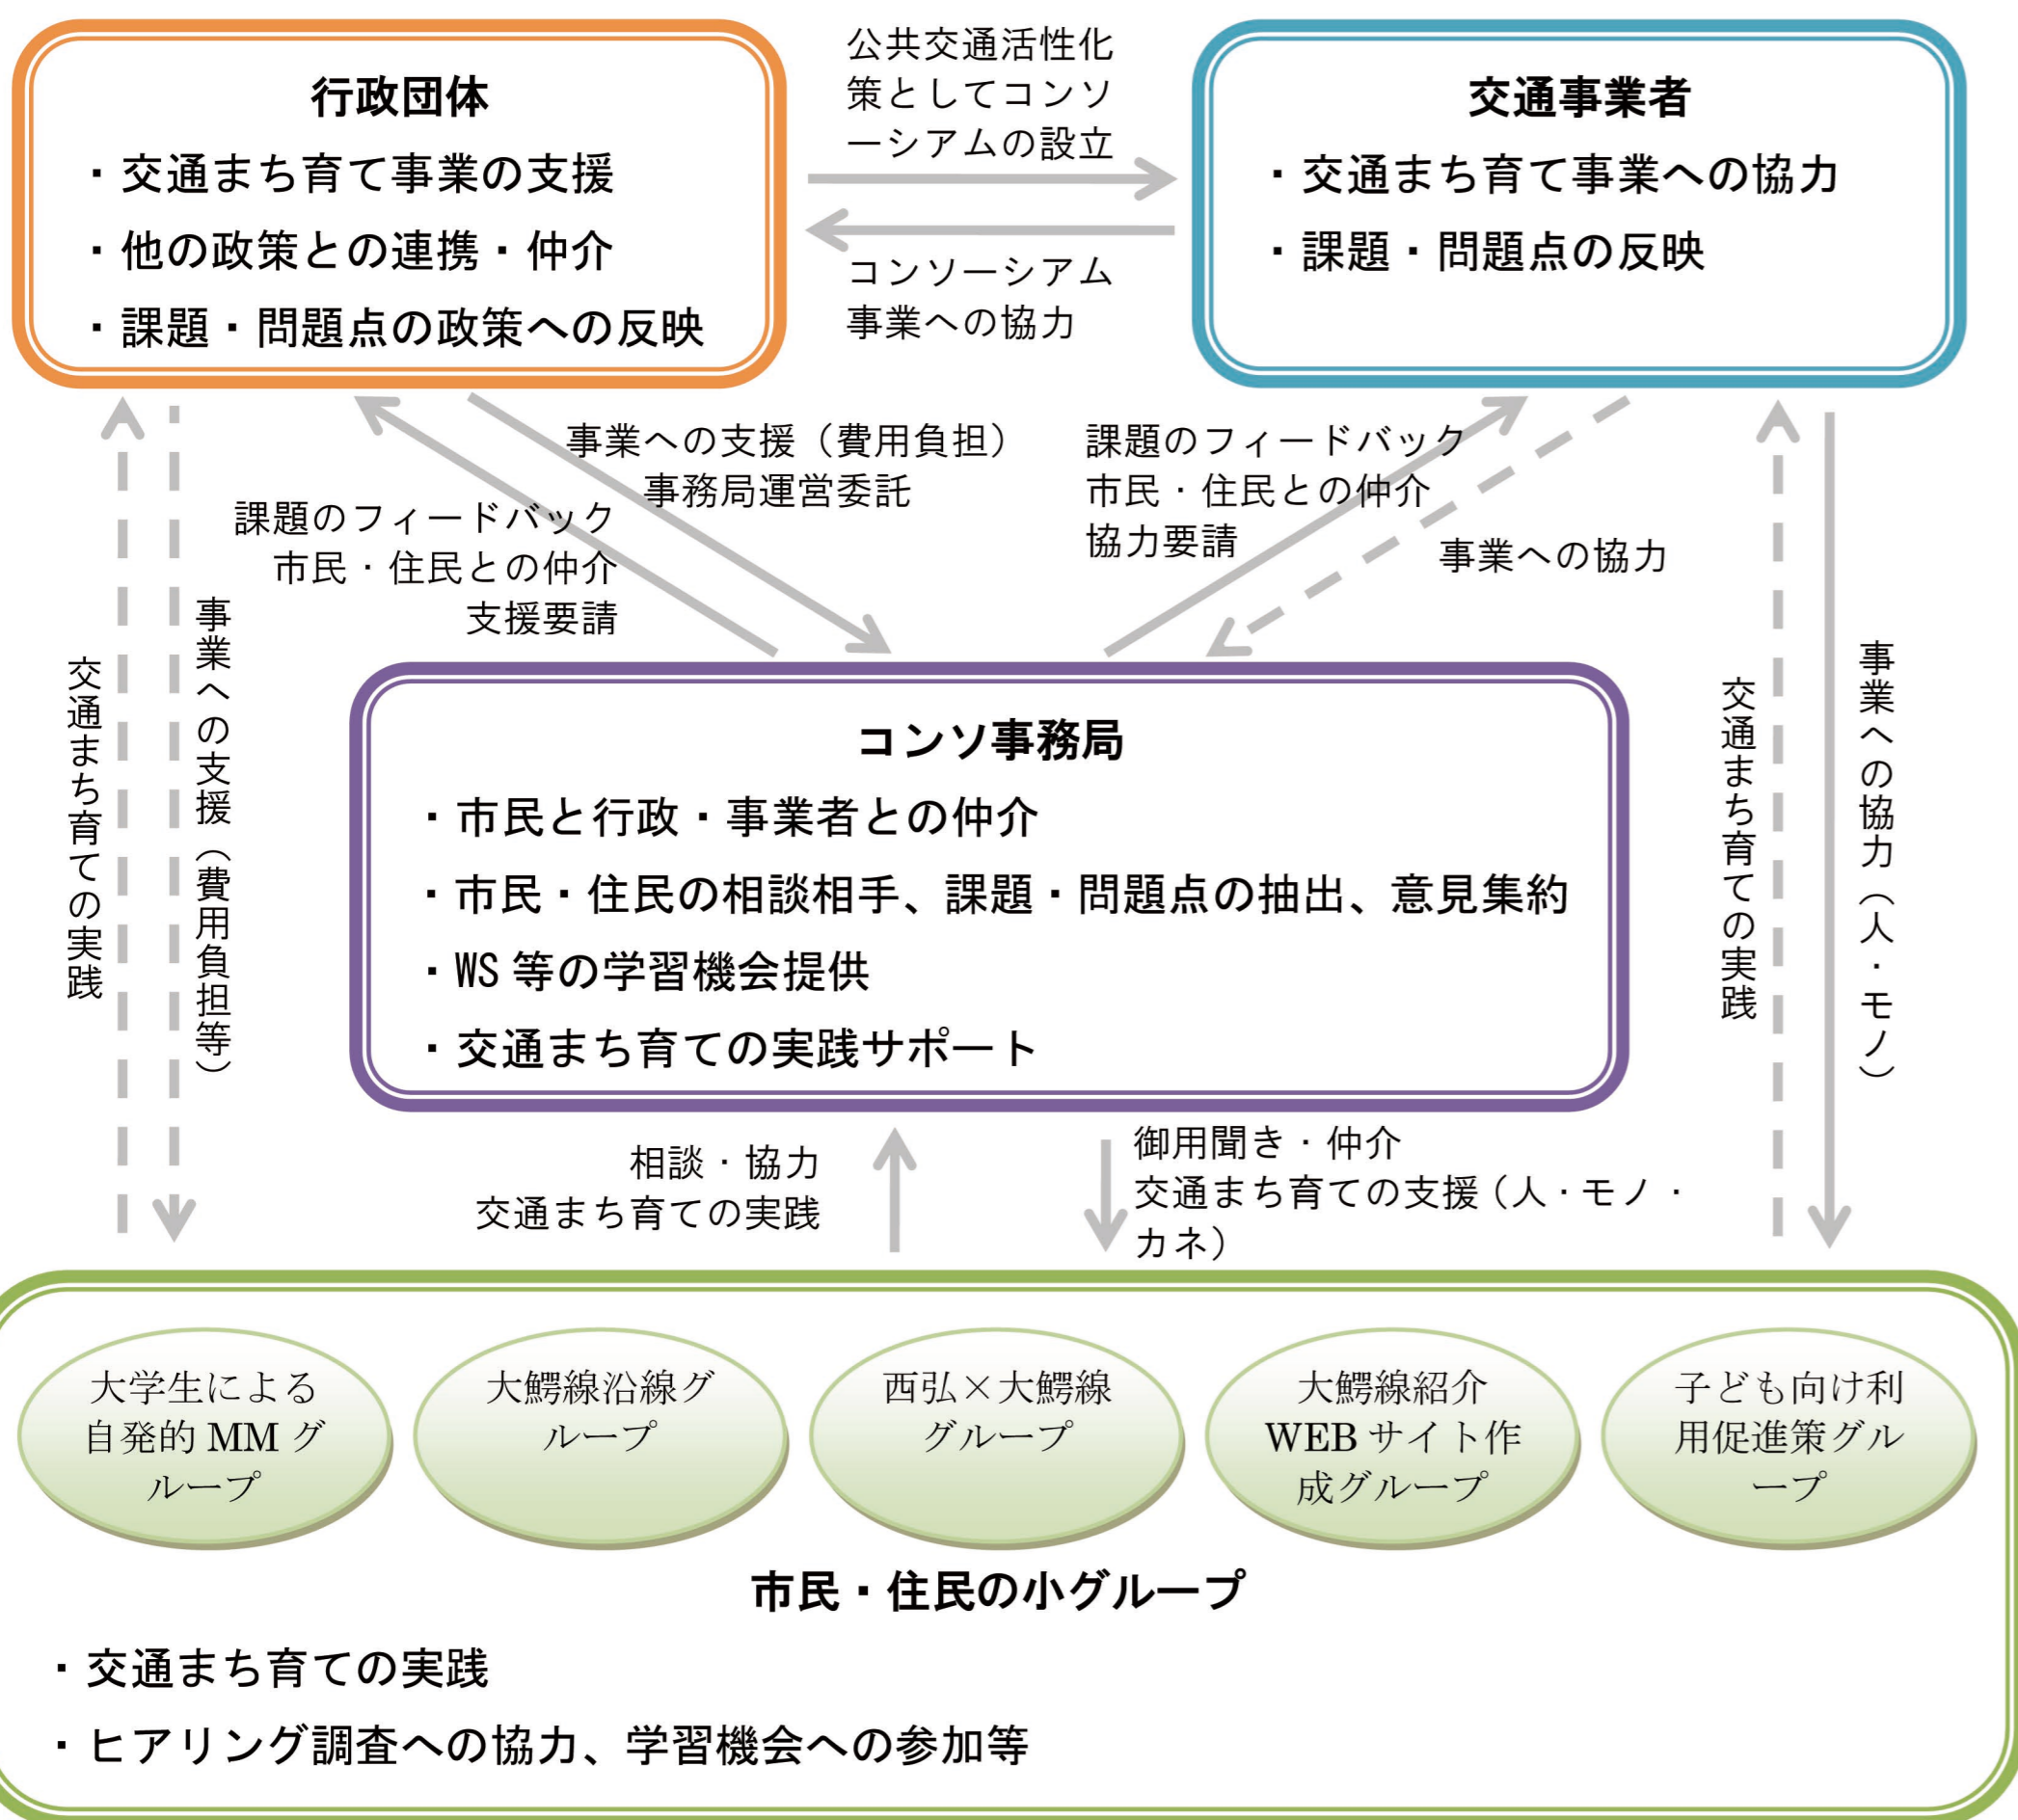 行政団体
・交通まち育て事業の支援
・他の政策との連携・仲介
・課題・問題点の政策への反映
公共交通活性化
策としてコンソ
ーシアムの設立
コンソーシアム
事業への協力
交通事業者
・交通まち育て事業への協力
・課題・問題点の反映
事業への支援（費用負担）
事務局運営委託
課題のフィードバック
市民・住民との仲介
支援要請
課題のフィードバック
市民・住民との仲介
協力要請
事業への協力
交通まち育ての実践
事業への支援（費用負担等）
コンソ事務局
・市民と行政・事業者との仲介
・市民・住民の相談相手、課題・問題点の抽出、意見集約
・WS 等の学習機会提供
・交通まち育ての実践サポート
交通まち育ての実践
事業への協力（人・モノ）
相談・協力
交通まち育ての実践
御用聞き・仲介
交通まち育ての支援（人・モノ・
カネ）
大学生による
自発的 MM グ
ループ
大鰐線沿線グ
ループ
西弘×大鰐線
グループ
大鰐線紹介
WEB サイト作
成グループ
子ども向け利
用促進策グル
ープ
市民・住民の小グループ
・交通まち育ての実践
・ヒアリング調査への協力、学習機会への参加等